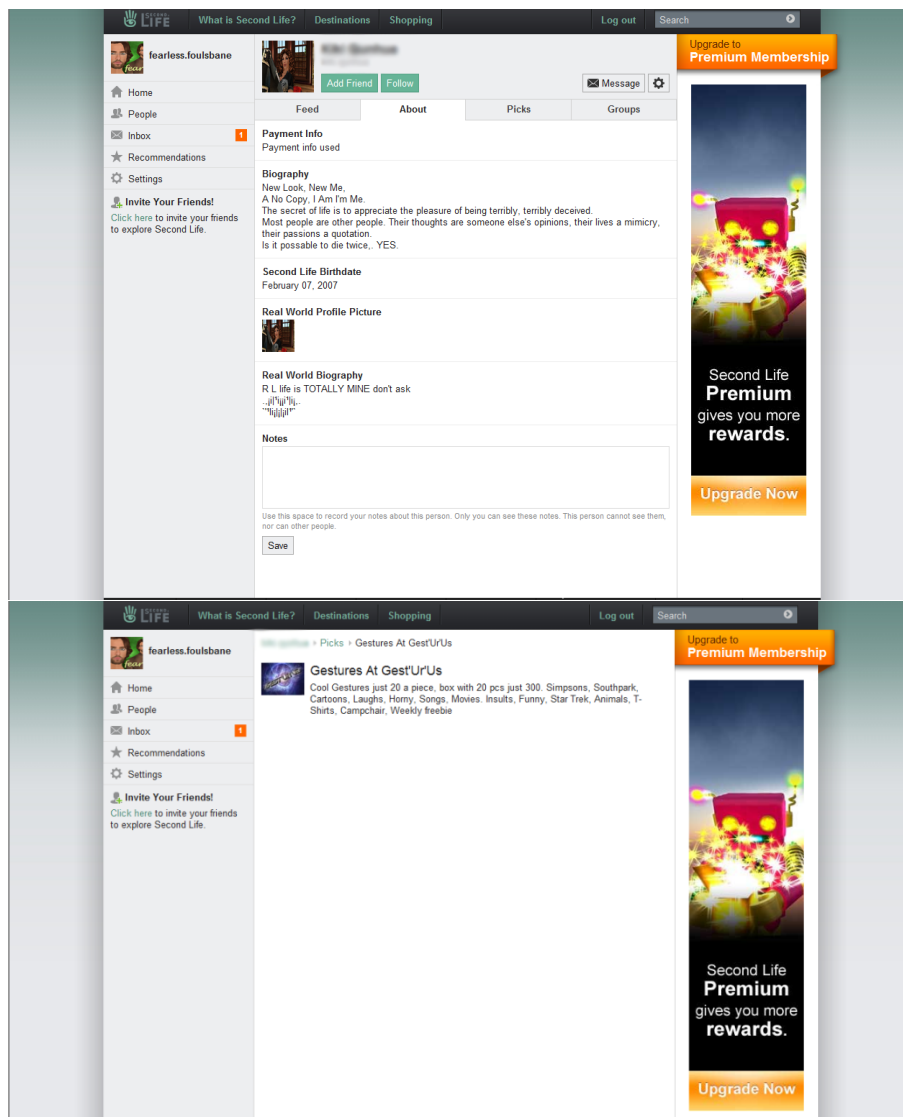 SECOND LIFE What is Second Life? Destinations Shopping Log out Search
fearless.foulsbane
fear
Home
People
Inbox 1
Recommendations
Settings
Invite Your Friends!
Click here to invite your friends
to explore Second Life.
Add Friend Follow Message
Feed About Picks Groups
Payment Info
Payment info used
Biography
New Look, New Me,
A No Copy, I Am I'm Me.
The secret of life is to appreciate the pleasure of being terribly, terribly deceived.
Most people are other people. Their thoughts are someone else's opinions, their lives a mimicry,
their passions a quotation.
Is it possable to die twice,. YES.
Second Life Birthdate
February 07, 2007
Real World Profile Picture
Real World Biography
R L life is TOTALLY MINE don't ask
Notes
Use this space to record your notes about this person. Only you can see these notes. This person cannot see them,
nor can other people.
Save
Upgrade to
Premium Membership
Second Life
Premium
gives you more
rewards.
Upgrade Now
SECOND LIFE What is Second Life? Destinations Shopping Log out Search
fearless.foulsbane
fear
Home
People
Inbox 1
Recommendations
Settings
Invite Your Friends!
Click here to invite your friends
to explore Second Life.
› Picks › Gestures At Gest'Ur'Us
Gestures At Gest'Ur'Us
Cool Gestures just 20 a piece, box with 20 pcs just 300. Simpsons, Southpark,
Cartoons, Laughs, Horny, Songs, Movies. Insults, Funny, Star Trek, Animals, T-
Shirts, Campchair, Weekly freebie
Upgrade to
Premium Membership
Second Life
Premium
gives you more
rewards.
Upgrade Now